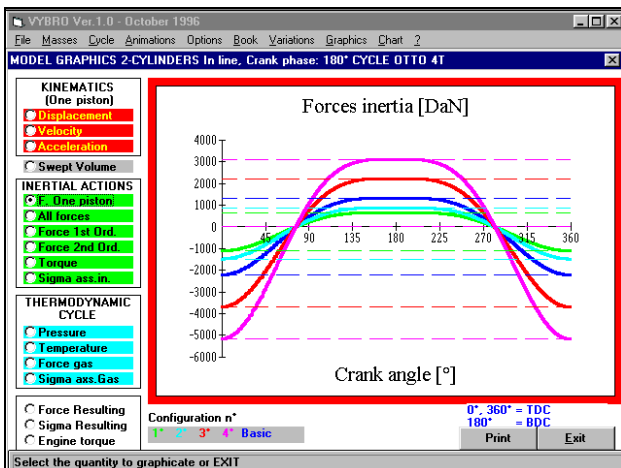 VYBRO Ver.1.0 - October 1996
File Masses Cycle Animations Options Book Variations Graphics Chart ?
MODEL GRAPHICS 2-CYLINDERS In line, Crank phase: 180° CYCLE OTTO 4T
KINEMATICS
(One piston)
Displacement
Velocity
Acceleration
Swept Volume
INERTIAL ACTIONS
F. One piston
All forces
Force 1st Ord.
Force 2nd Ord.
Torque
Sigma ass.in.
THERMODYNAMIC
CYCLE
Pressure
Temperature
Force gas
Sigma axs.Gas
Force Resulting
Sigma Resulting
Engine torque
Forces inertia [DaN]
4000
3000
2000
1000
0
-1000
-2000
-3000
-4000
-5000
-6000
45 90 135 180 225 270 315 360
Crank angle [°]
Configuration n°
1° 2° 3° 4° Basic
0°, 360° = TDC
180° = BDC
Print Exit
Select the quantity to graphicate or EXIT